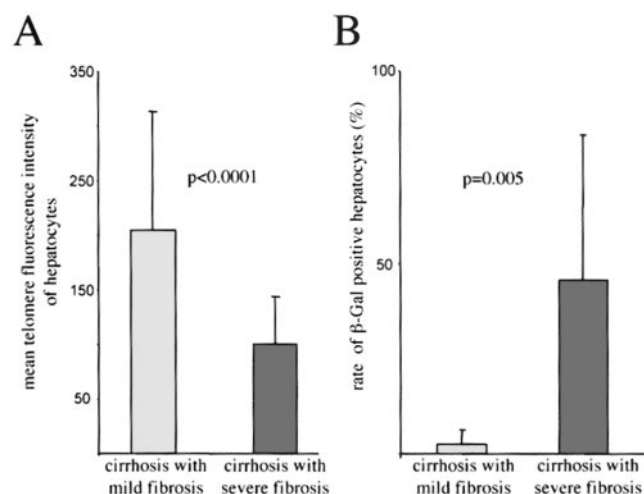 A
mean telomere fluorescence intensity
of hepatocytes
350
250
150
50
p<0.0001
cirrhosis with
mild fibrosis
cirrhosis with
severe fibrosis
B
rate of β-Gal positive hepatocytes (%)
100
50
p=0.005
cirrhosis with
mild fibrosis
cirrhosis with
severe fibrosis